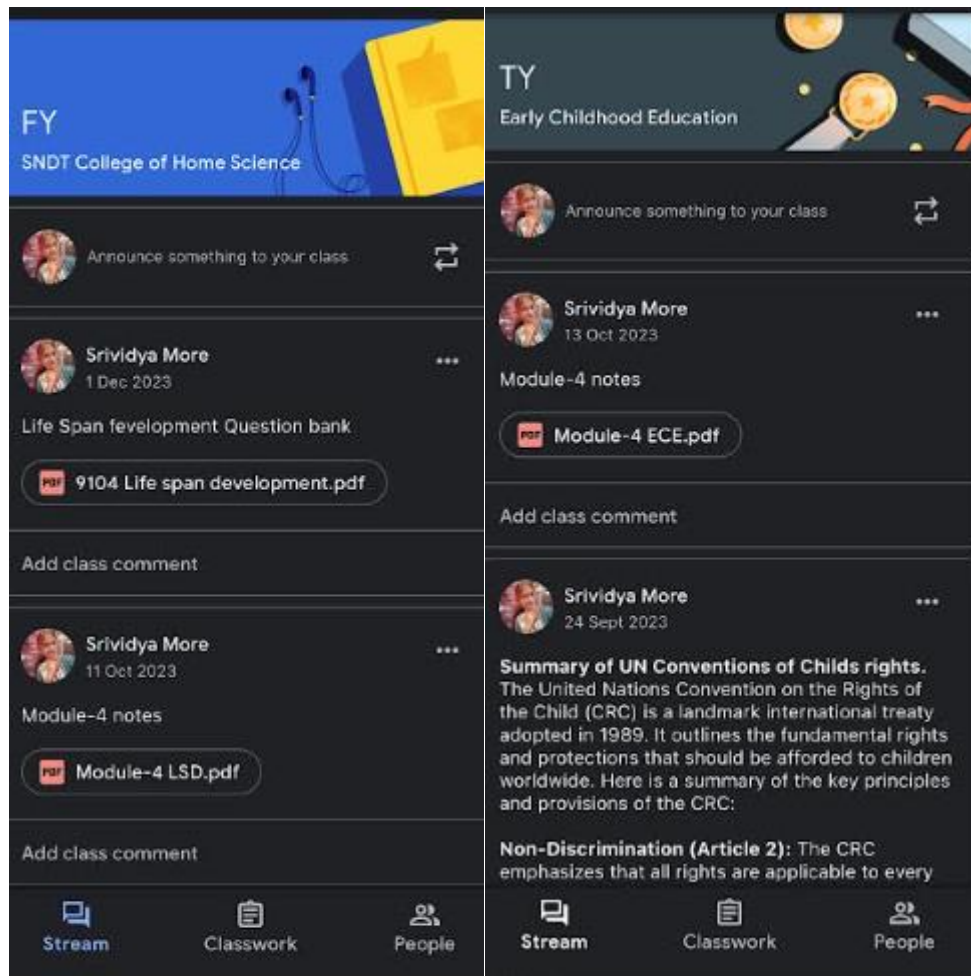 FY
SNDT College of Home Science
Announce something to your class
Srividya More
1 Dec 2023
Life Span fevelopment Question bank
PDF 9104 Life span development.pdf
Add class comment
Srividya More
11 Oct 2023
Module-4 notes
PDF Module-4 LSD.pdf
Add class comment
Stream Classwork People
TY
Early Childhood Education
Announce something to your class
Srividya More
13 Oct 2023
Module-4 notes
PDF Module-4 ECE.pdf
Add class comment
Srividya More
24 Sept 2023
Summary of UN Conventions of Childs rights.
The United Nations Convention on the Rights of
the Child (CRC) is a landmark international treaty
adopted in 1989. It outlines the fundamental rights
and protections that should be afforded to children
worldwide. Here is a summary of the key principles
and provisions of the CRC:
Non-Discrimination (Article 2): The CRC
emphasizes that all rights are applicable to every
Stream Classwork People